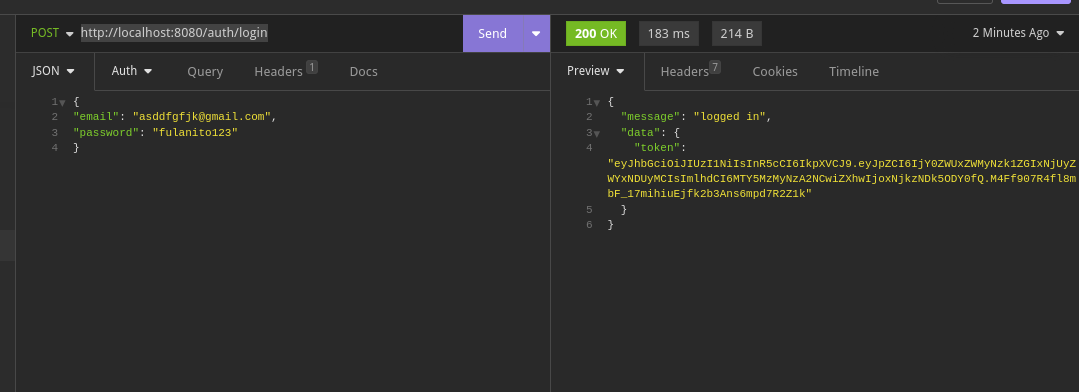 POST http://localhost:8080/auth/login Send 200 OK 183 ms 214 B 2 Minutes Ago
JSON Auth Query Headers 1 Docs Preview Headers 7 Cookies Timeline
1 {
2 "email": "asddfgfjk@gmail.com",
3 "password": "fulanito123"
4 }
1 {
2 "message": "logged in",
3 "data": {
4 "token":
"eyJhbGciOiJIUzI1NiIsInR5cCI6IkpXVCJ9.eyJpZCI6IjY0ZWUxZWMyNzk1ZGIxNjUyZ
WYxNDUyMCIsImlhdCI6MTY5MzMyNzA2NCwiZXhwIjoxNjkzNDk5ODY0fQ.M4Ff907R4fl8m
bF_17mihiuEjfk2b3Ans6mpd7R2Z1k"
5 }
6 }